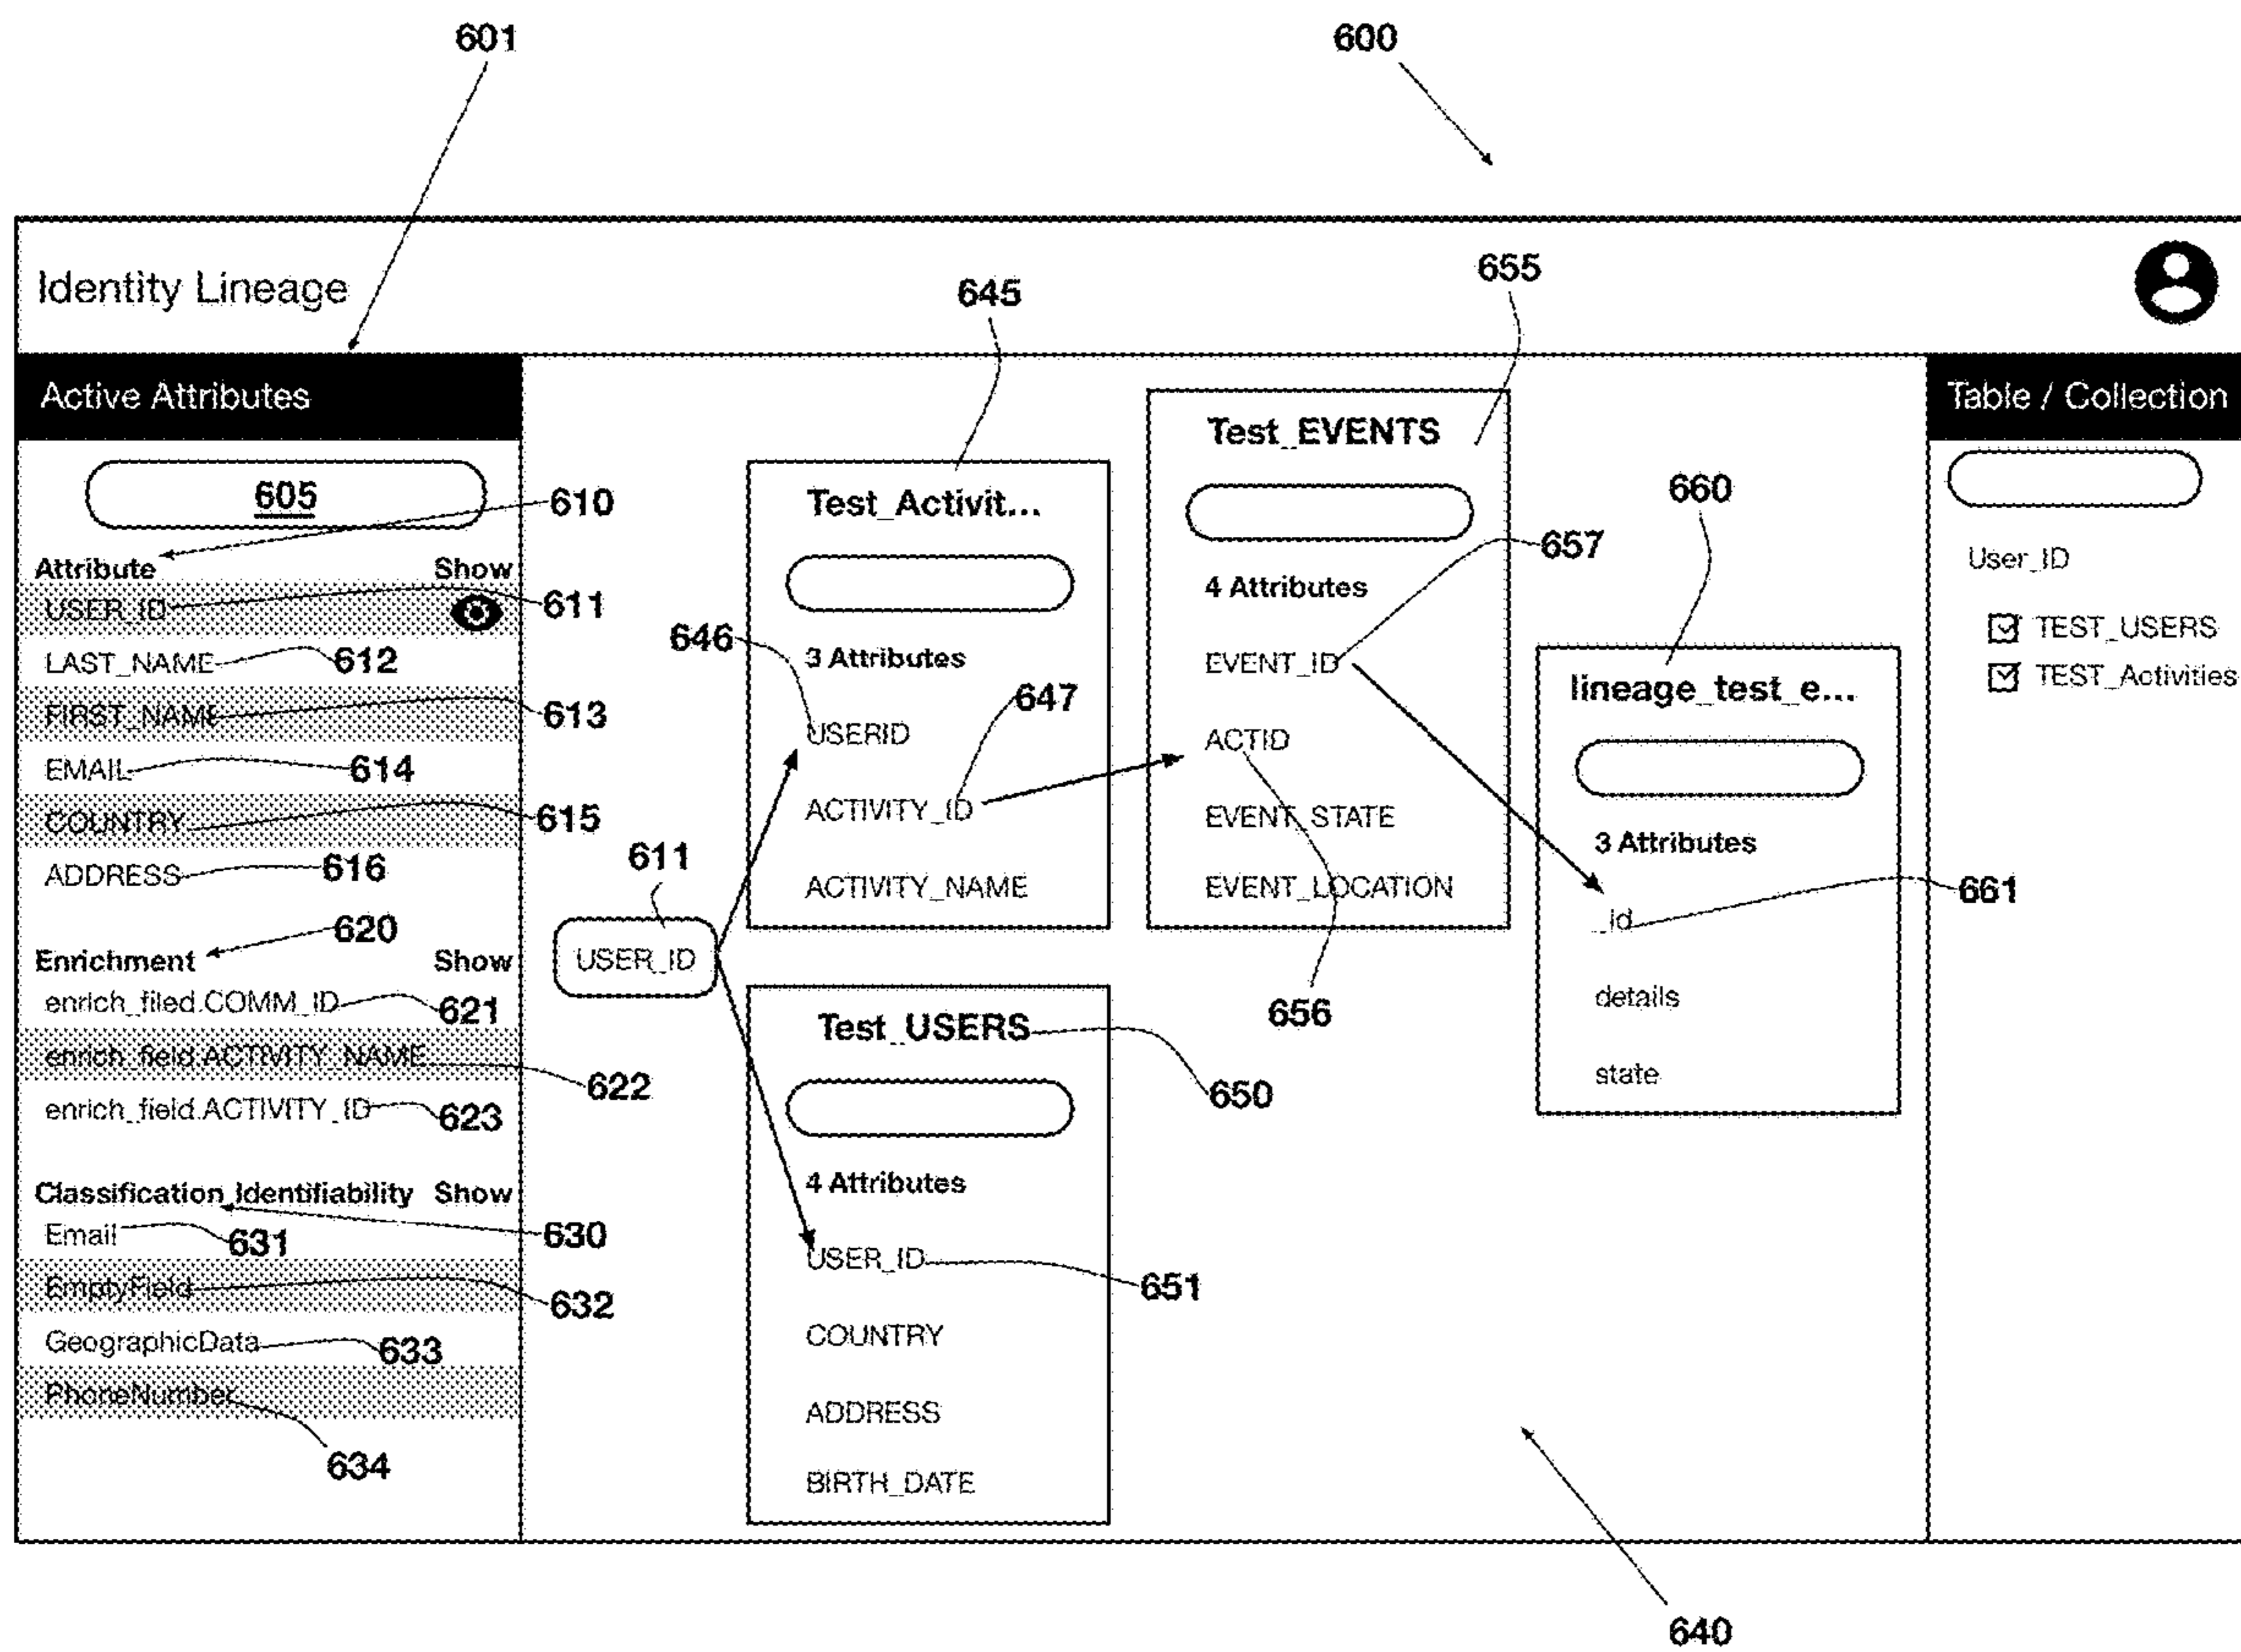 601
600
Identity Lineage
645
655
Active Attributes
605
610
Attribute Show
USER_ID 611
LAST_NAME 612
FIRST_NAME 613
EMAIL 614
COUNTRY 615
ADDRESS 616
620
Enrichment Show
enrich_filed.COMM_ID 621
enrich_field.ACTIVITY_NAME 622
enrich_field.ACTIVITY_ID 623
Classification Identifiability Show
630
Email 631
EmptyField 632
GeographicData 633
PhoneNumber
634
611
USER_ID
Test_Activit...
3 Attributes
646
USERID
647
ACTIVITY_ID
ACTIVITY_NAME
Test_USERS
650
4 Attributes
USER_ID 651
COUNTRY
ADDRESS
BIRTH_DATE
Test_EVENTS
4 Attributes
657
EVENT_ID
ACTID
EVENT_STATE
EVENT_LOCATION
656
660
lineage_test_e...
3 Attributes
_id 661
details
state
Table / Collection
User_ID
TEST_USERS
TEST_Activities
640